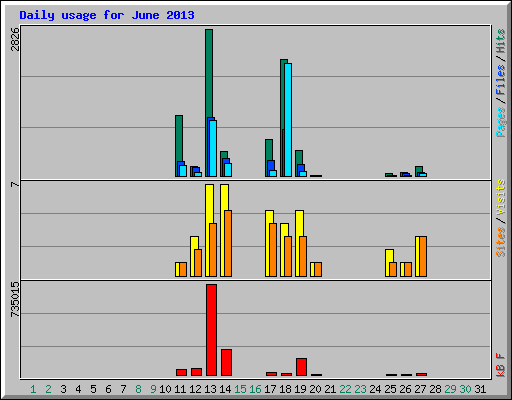 Daily usage for June 2013
2826
7
735015
Pages/Files/Hits
Sites/Visits
kB F
1 2 3 4 5 6 7 8 9 10 11 12 13 14 15 16 17 18 19 20 21 22 23 24 25 26 27 28 29 30 31